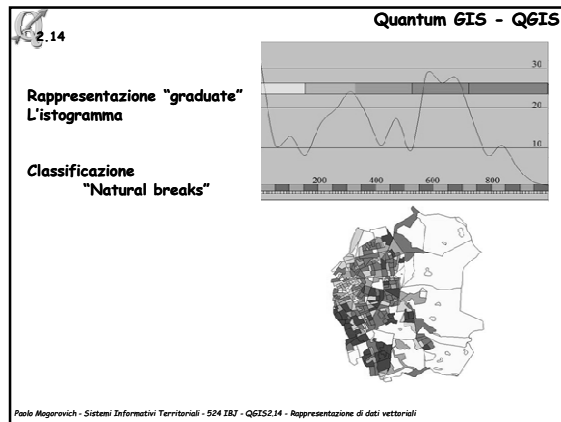 Quantum GIS - QGIS
2.14
Rappresentazione “graduate”
L’istogramma
Classificazione
“Natural breaks”
30
20
10
200
400
600
800
Paolo Mogorovich - Sistemi Informativi Territoriali - 524 IBJ - QGIS2,14 - Rappresentazione di dati vettoriali